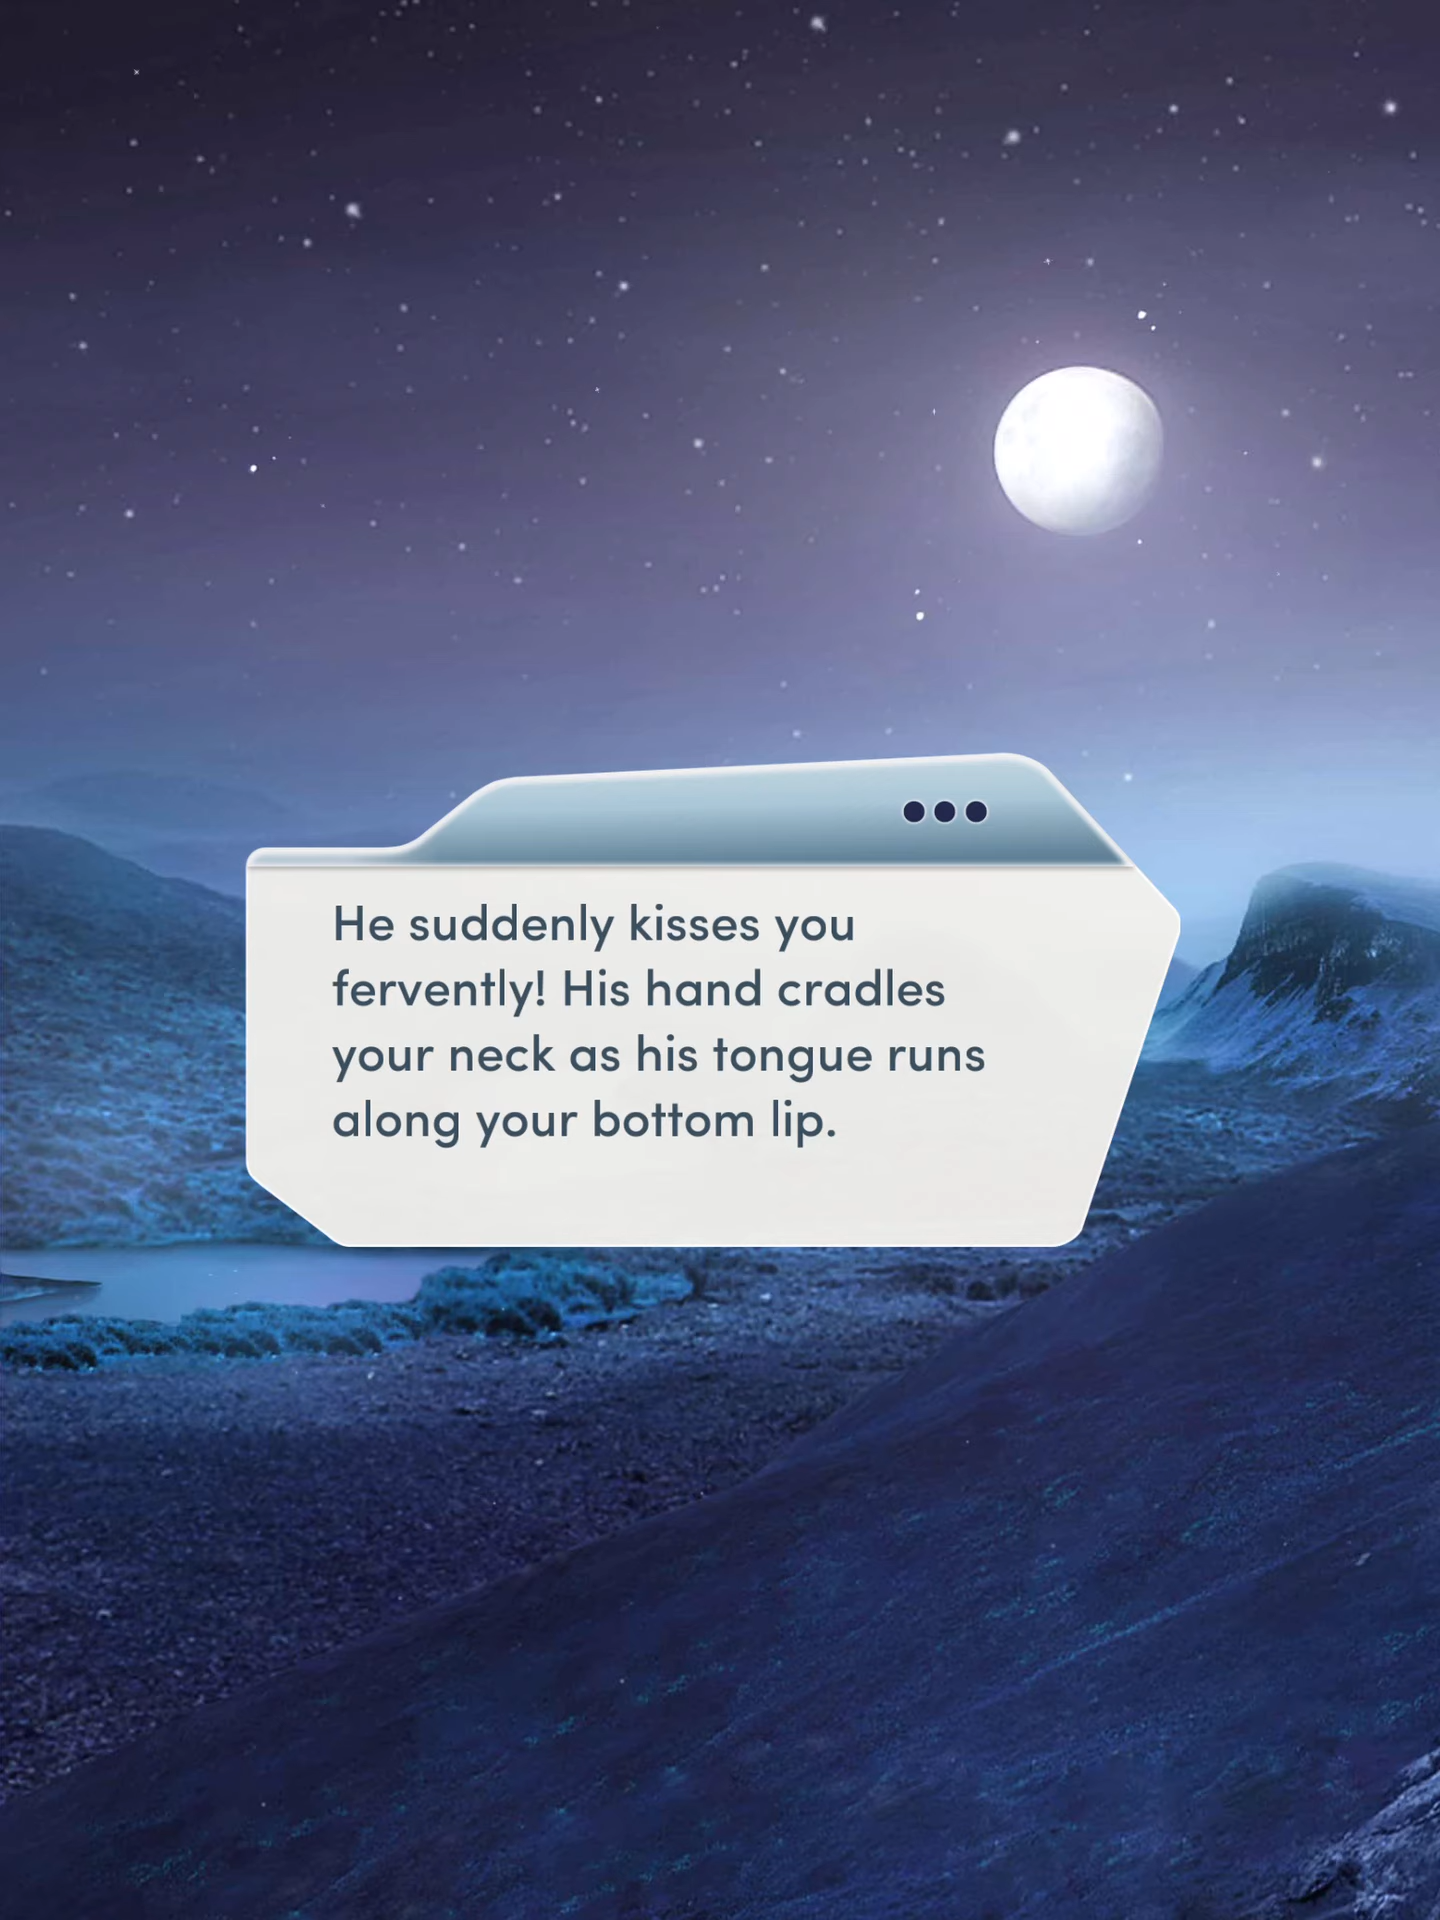 He suddenly kisses you
fervently! His hand cradles
your neck as his tongue runs
along your bottom lip.